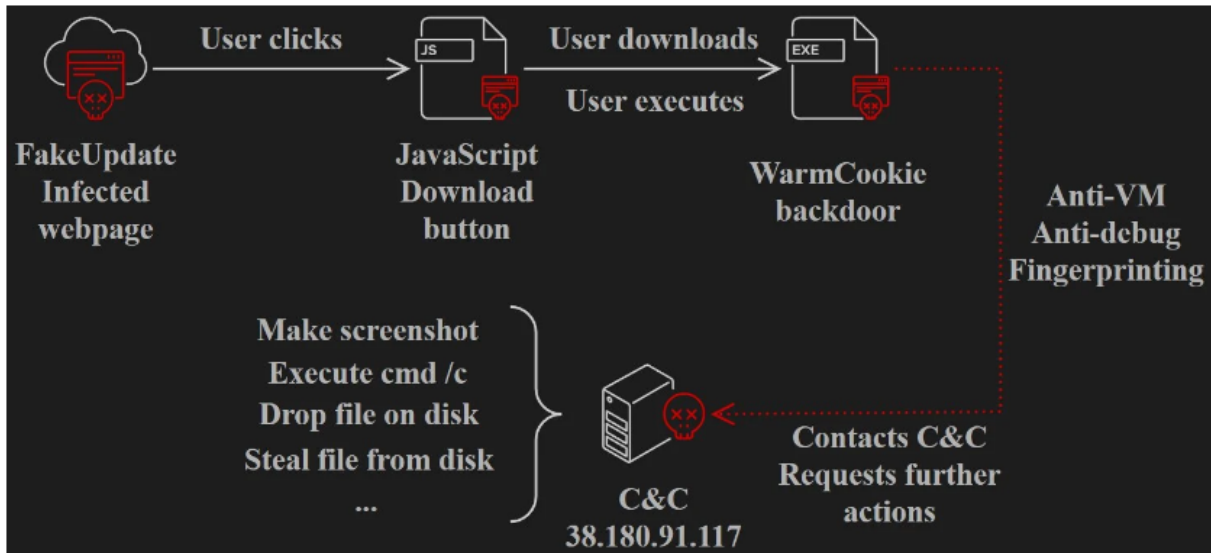 User clicks
JS
User downloads
EXE
User executes
FakeUpdate
Infected
webpage
JavaScript
Download
button
WarmCookie
backdoor
Anti-VM
Anti-debug
Fingerprinting
Make screenshot
Execute cmd /c
Drop file on disk
Steal file from disk
...
Contacts C&C
Requests further
actions
C&C
38.180.91.117